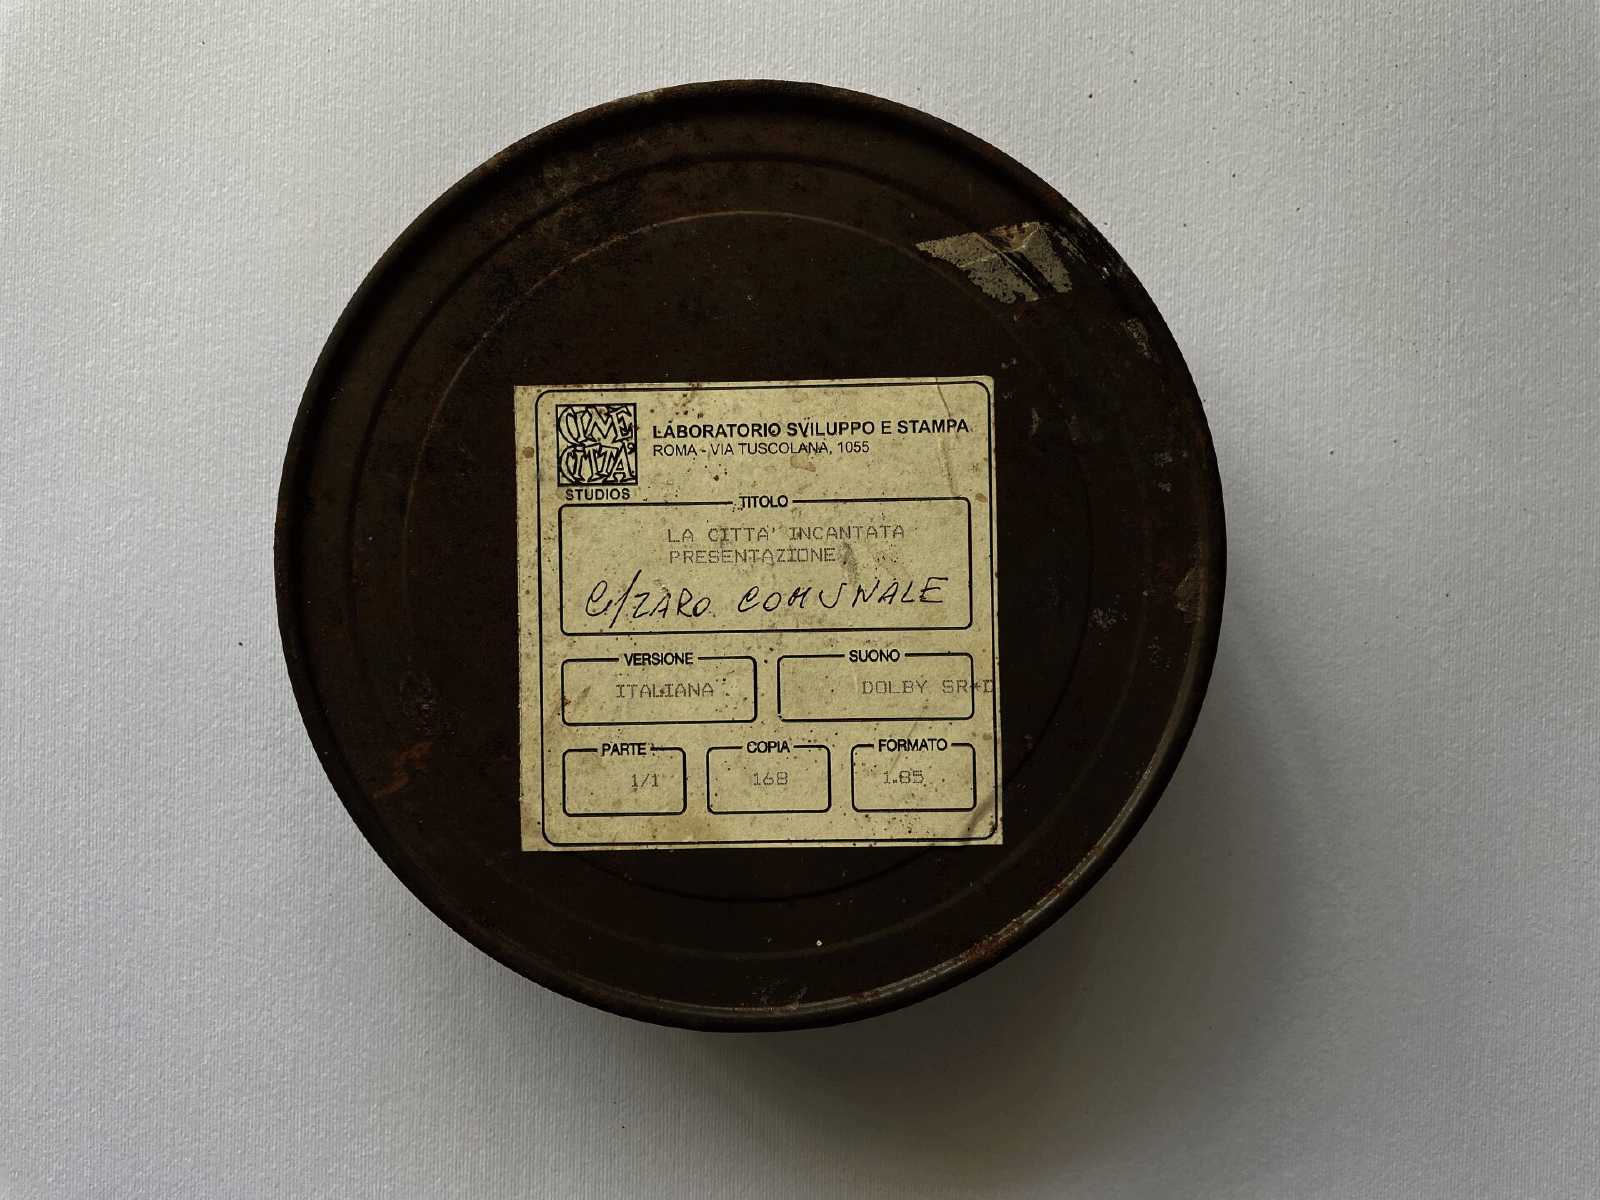 CINE
CITTA'
STUDIOS
LABORATORIO SVILUPPO E STAMPA
ROMA - VIA TUSCOLANA, 1055
TITOLO
LA CITTA' INCANTATA
PRESENTAZIONE
C/ZARO COMUNALE
VERSIONE
ITALIANA
SUONO
DOLBY SR+D
PARTE
1/1
COPIA
168
FORMATO
1.85